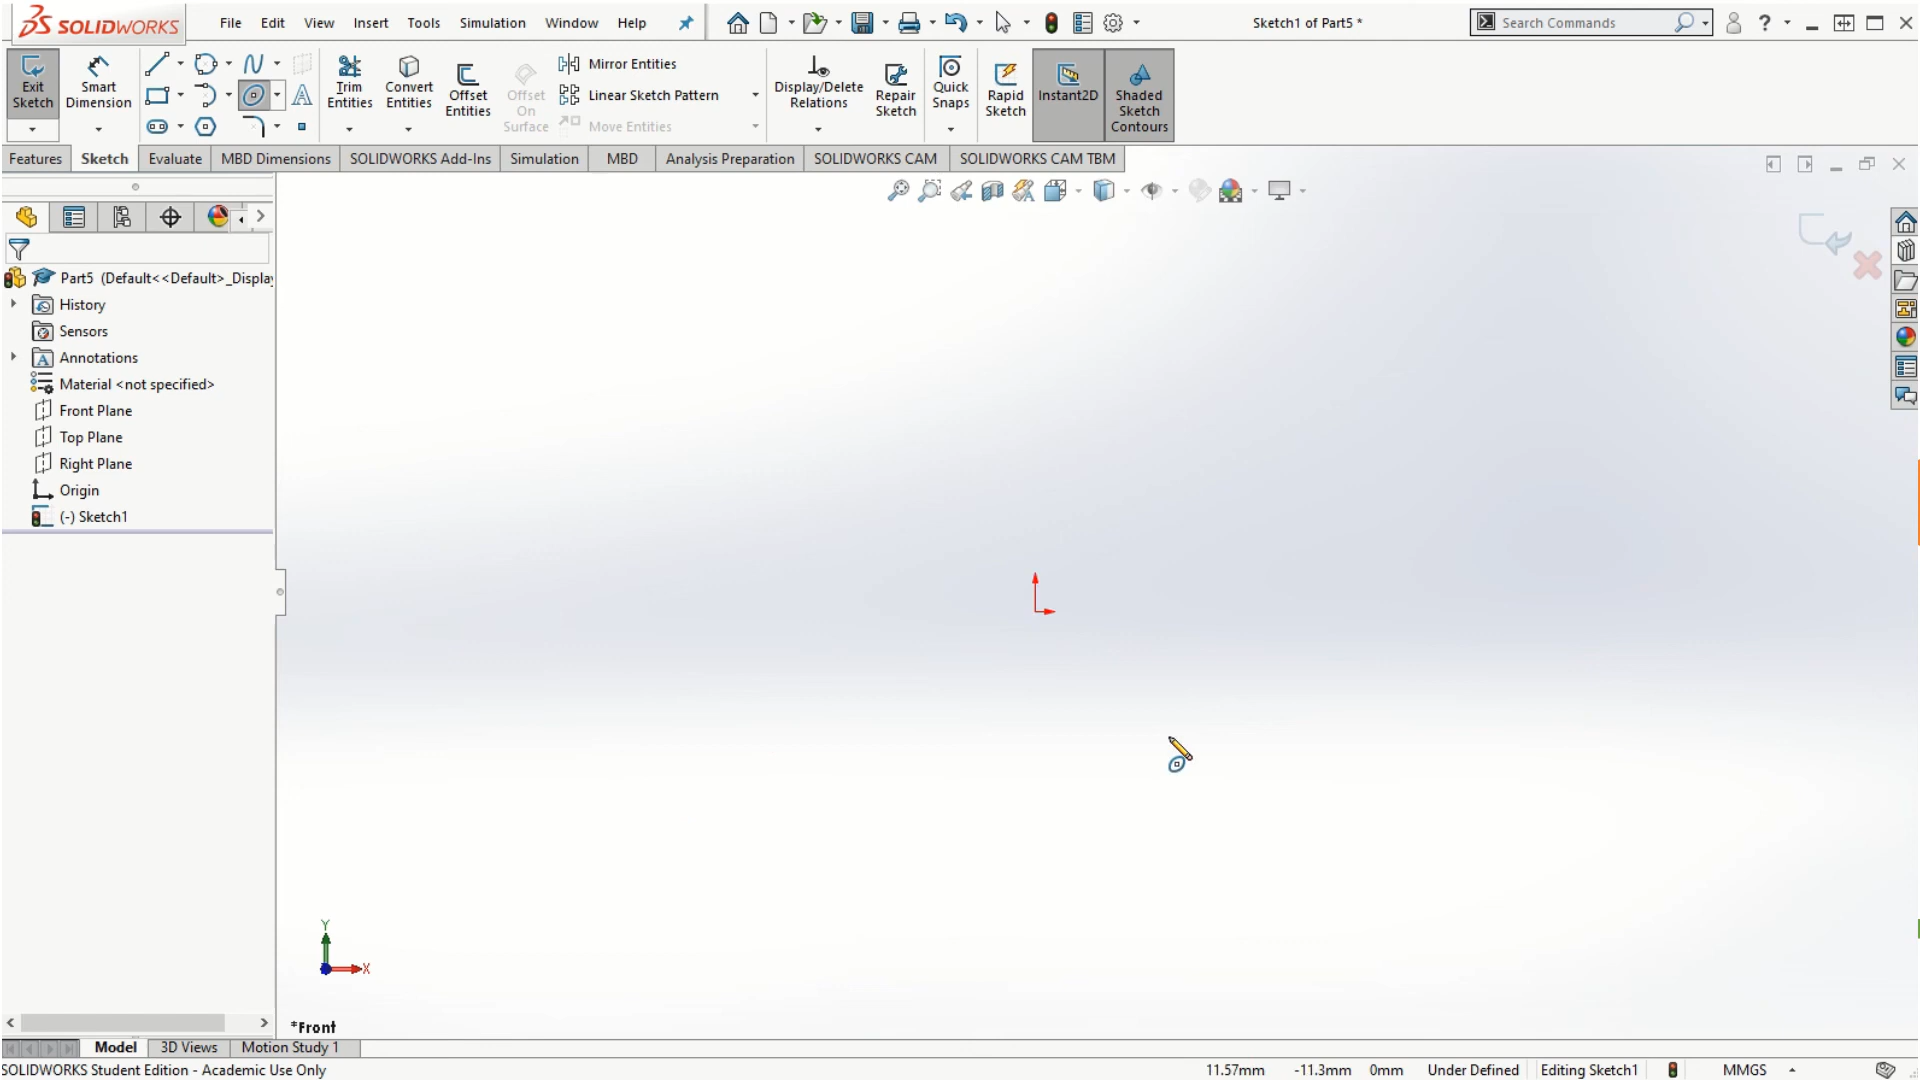 SOLIDWORKS
File Edit View Insert Tools Simulation Window Help
Sketch1 of Part5 *
Search Commands
?
Exit Sketch
Smart Dimension
Trim Entities
Convert Entities
Offset Entities
Offset On Surface
Mirror Entities
Linear Sketch Pattern
Move Entities
Display/Delete Relations
Repair Sketch
Quick Snaps
Rapid Sketch
Instant2D
Shaded Sketch Contours
Features Sketch Evaluate MBD Dimensions SOLIDWORKS Add-Ins Simulation MBD Analysis Preparation SOLIDWORKS CAM SOLIDWORKS CAM TBM
Part5 (Default<<Default>_Display
History
Sensors
Annotations
Material <not specified>
Front Plane
Top Plane
Right Plane
Origin
(-) Sketch1
Y
X
*Front
Model 3D Views Motion Study 1
SOLIDWORKS Student Edition - Academic Use Only
11.57mm -11.3mm 0mm Under Defined Editing Sketch1 MMGS